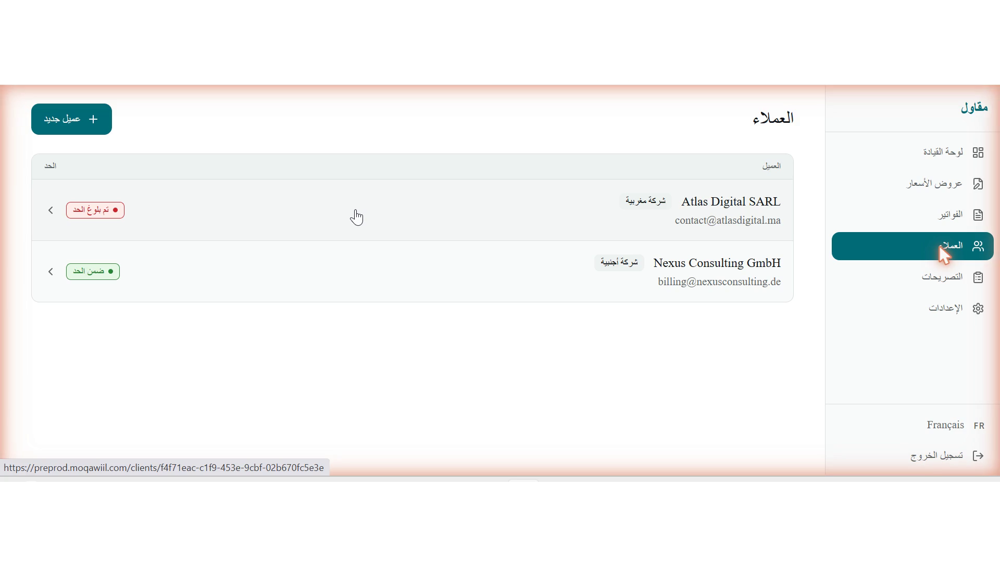 مقاول
لوحة القيادة
عروض الأسعار
الفواتير
العملاء
التصريحات
الإعدادات
Français FR
تسجيل الخروج
العملاء
عميل جديد
العميل
الحد
Atlas Digital SARL شركة مغربية
contact@atlasdigital.ma
تم بلوغ الحد
Nexus Consulting GmbH شركة أجنبية
billing@nexusconsulting.de
ضمن الحد
https://preprod.moqawiil.com/clients/f4f71eac-c1f9-453e-9cbf-02b670fc5e3e